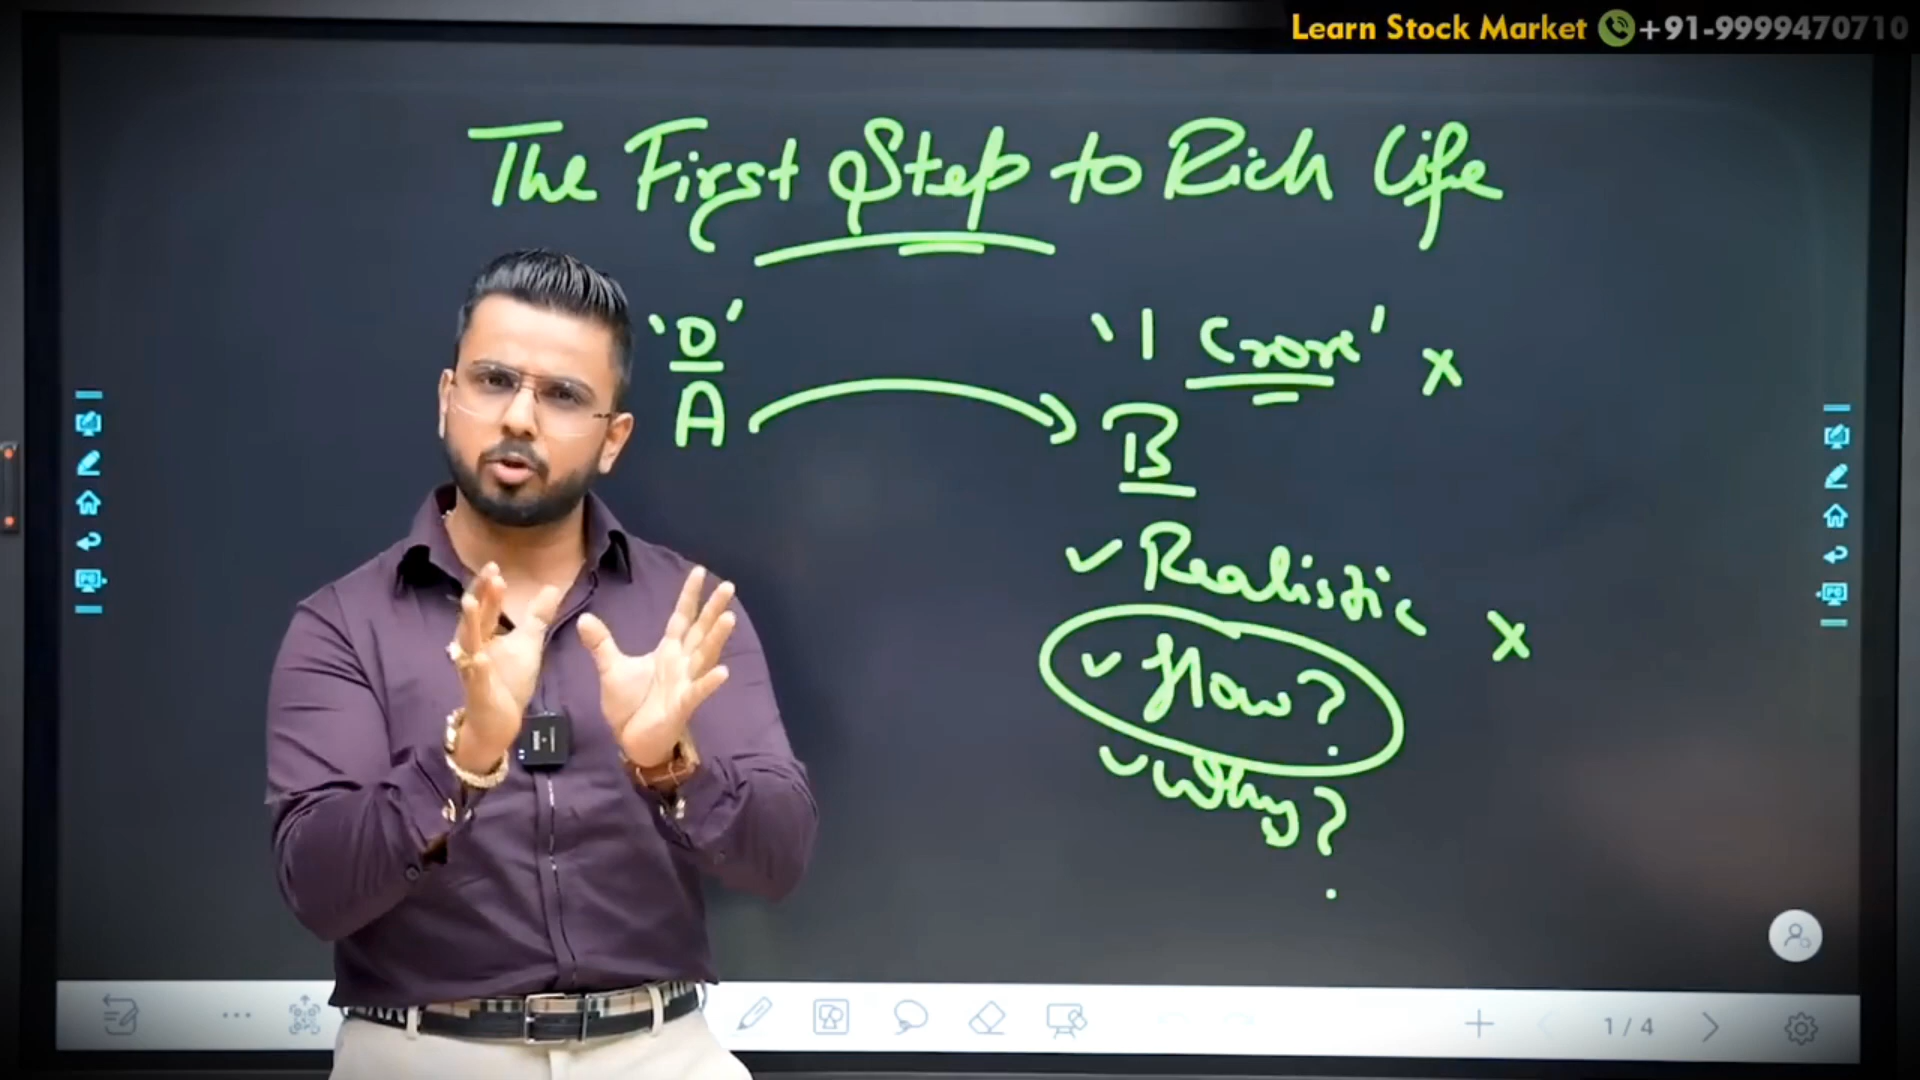 Learn Stock Market +91-9999470710
The First Step to Rich Life
'0' '1 Crore' x
A B
✓ Realistic x
✓ How?
✓ Why?
1 / 4